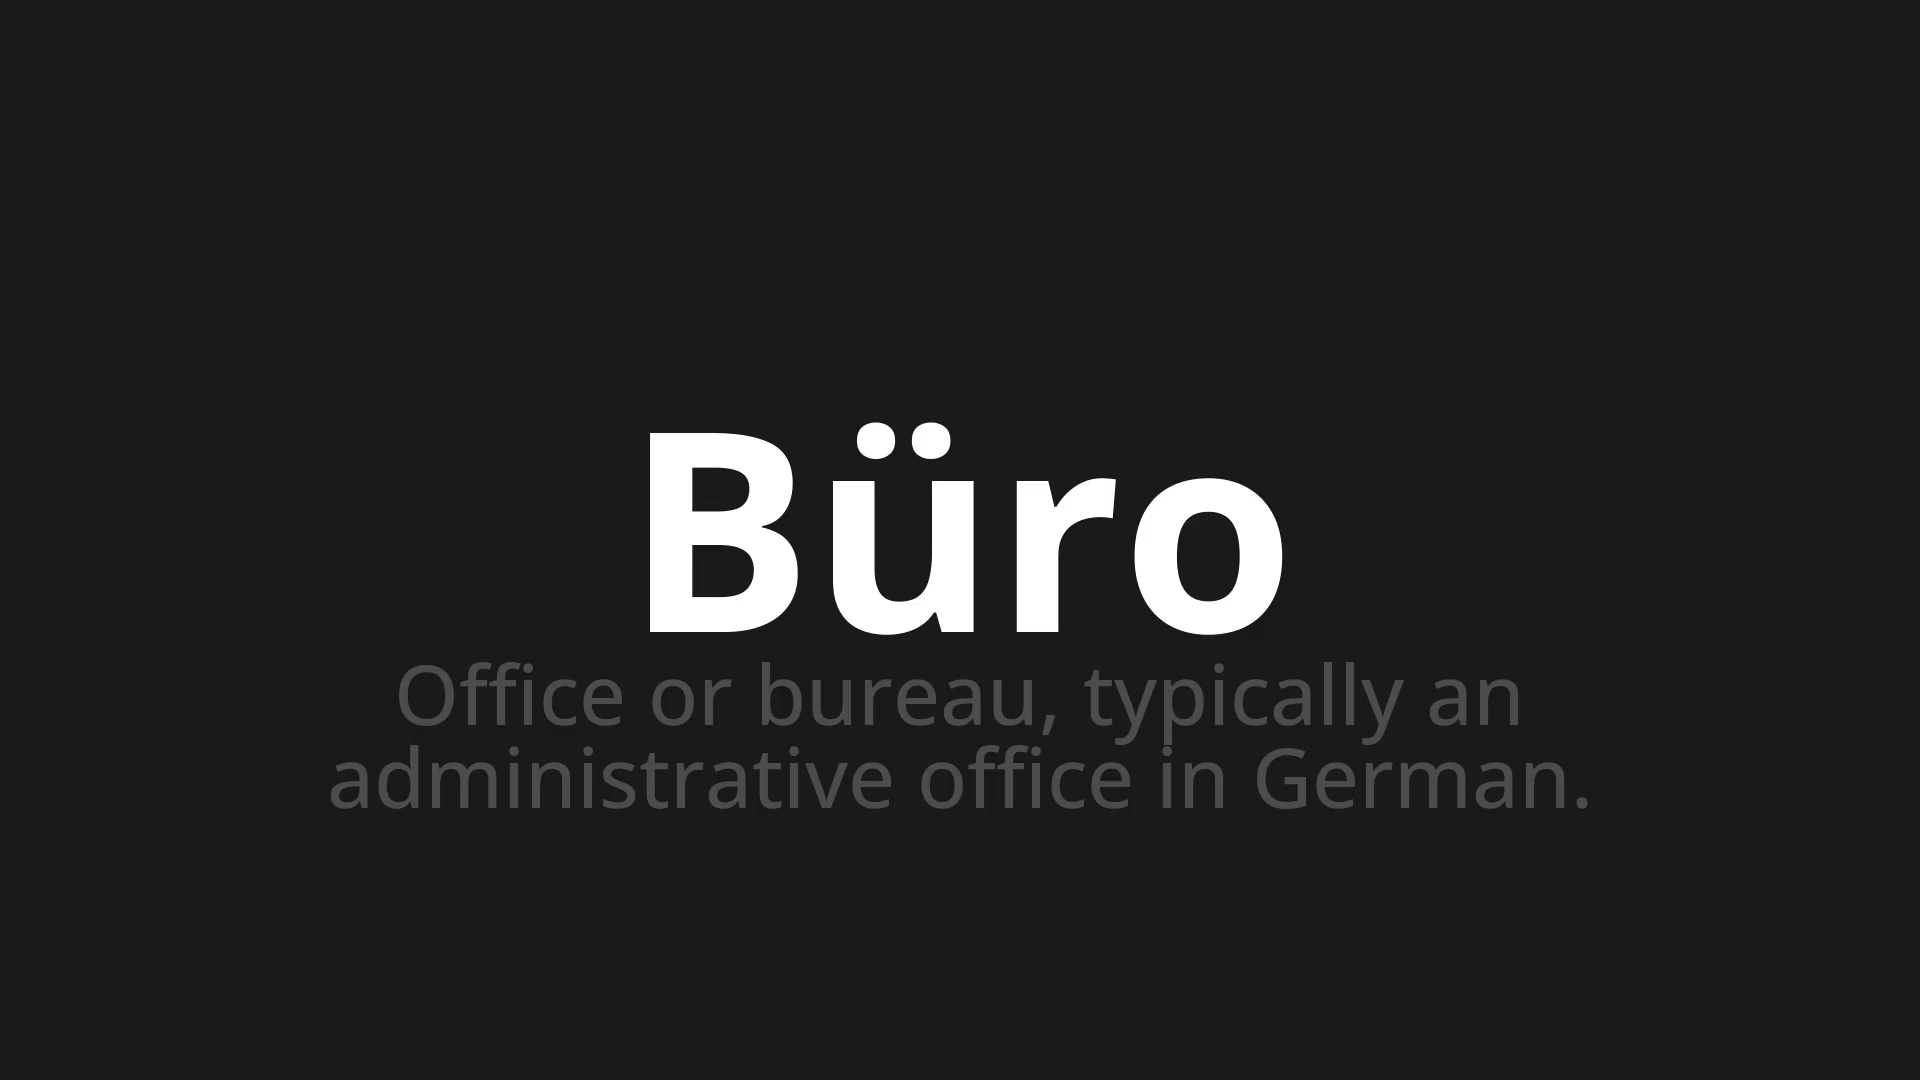 Büro
Office or bureau, typically an
administrative office in German.